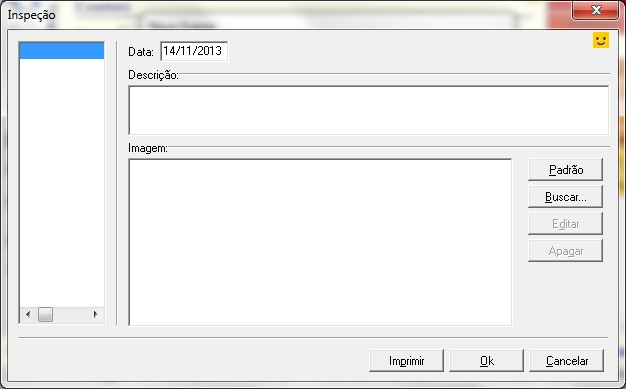 Inspeção
Data: 14/11/2013
Descrição:
Imagem:
Padrão
Buscar...
Editar
Apagar
Imprimir
Ok
Cancelar